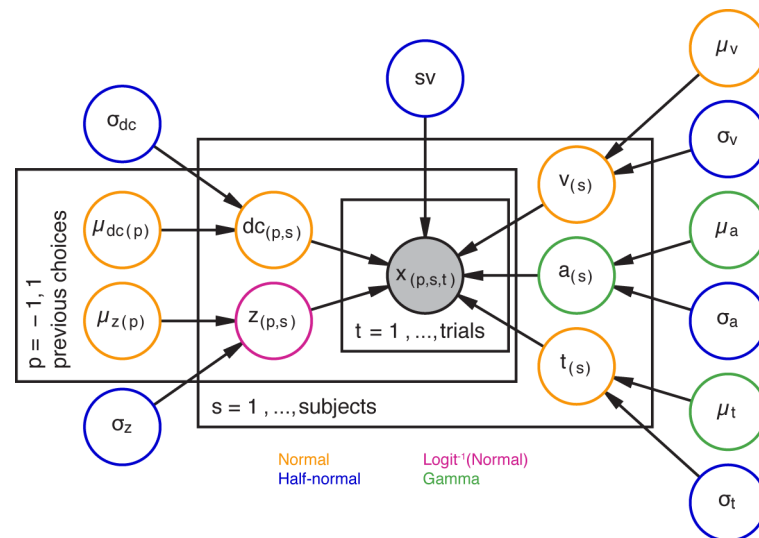 μv
sv
σdc
σv
v(s)
μdc(p)
dc(p,s)
μa
x(p,s,t)
a(s)
p = − 1, 1
previous choices
μz(p)
z(p,s)
σa
t = 1 , ...,trials
t(s)
s = 1 , ...,subjects
μt
σz
Normal
Logit⁻¹(Normal)
Half-normal
Gamma
σt